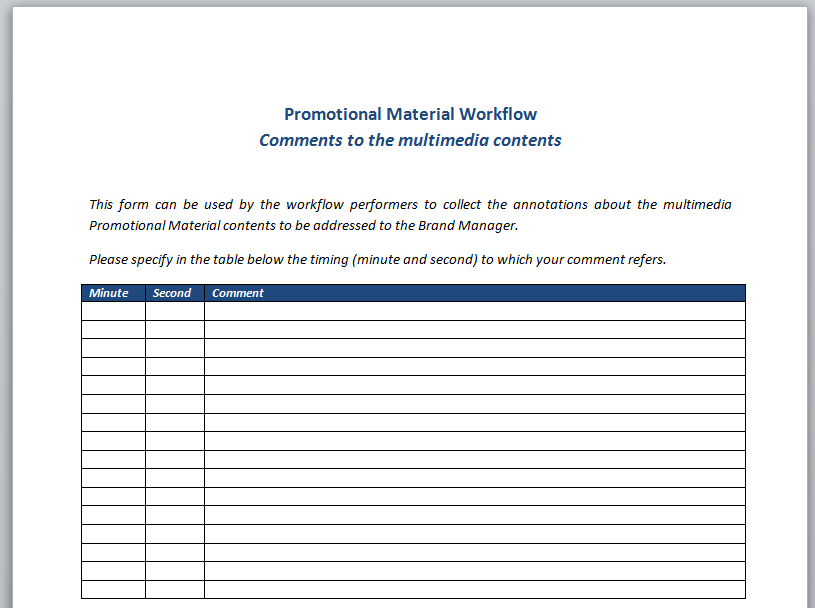 Promotional Material Workflow
Comments to the multimedia contents
This form can be used by the workflow performers to collect the annotations about the multimedia
Promotional Material contents to be addressed to the Brand Manager.
Please specify in the table below the timing (minute and second) to which your comment refers.
Minute Second Comment